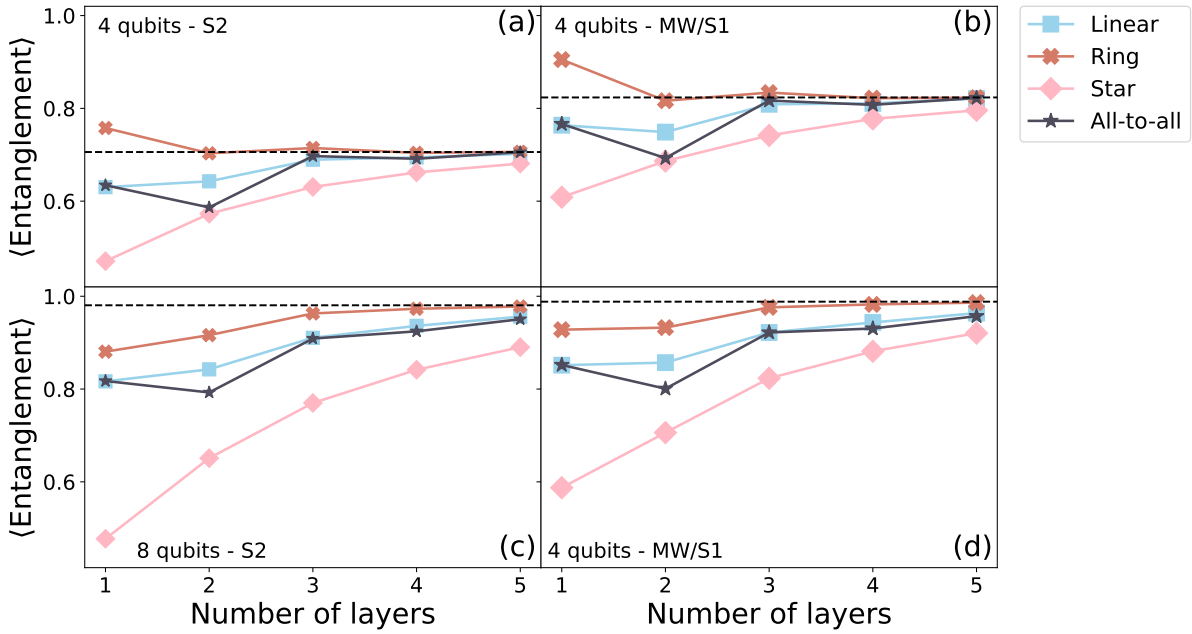 4 qubits - S2
(a)
4 qubits - MW/S1
(b)
Linear
Ring
Star
All-to-all
1.0
0.8
0.6
⟨Entanglement⟩
8 qubits - S2
(c)
4 qubits - MW/S1
(d)
1.0
0.8
0.6
⟨Entanglement⟩
1 2 3 4 5
1 2 3 4 5
Number of layers
Number of layers